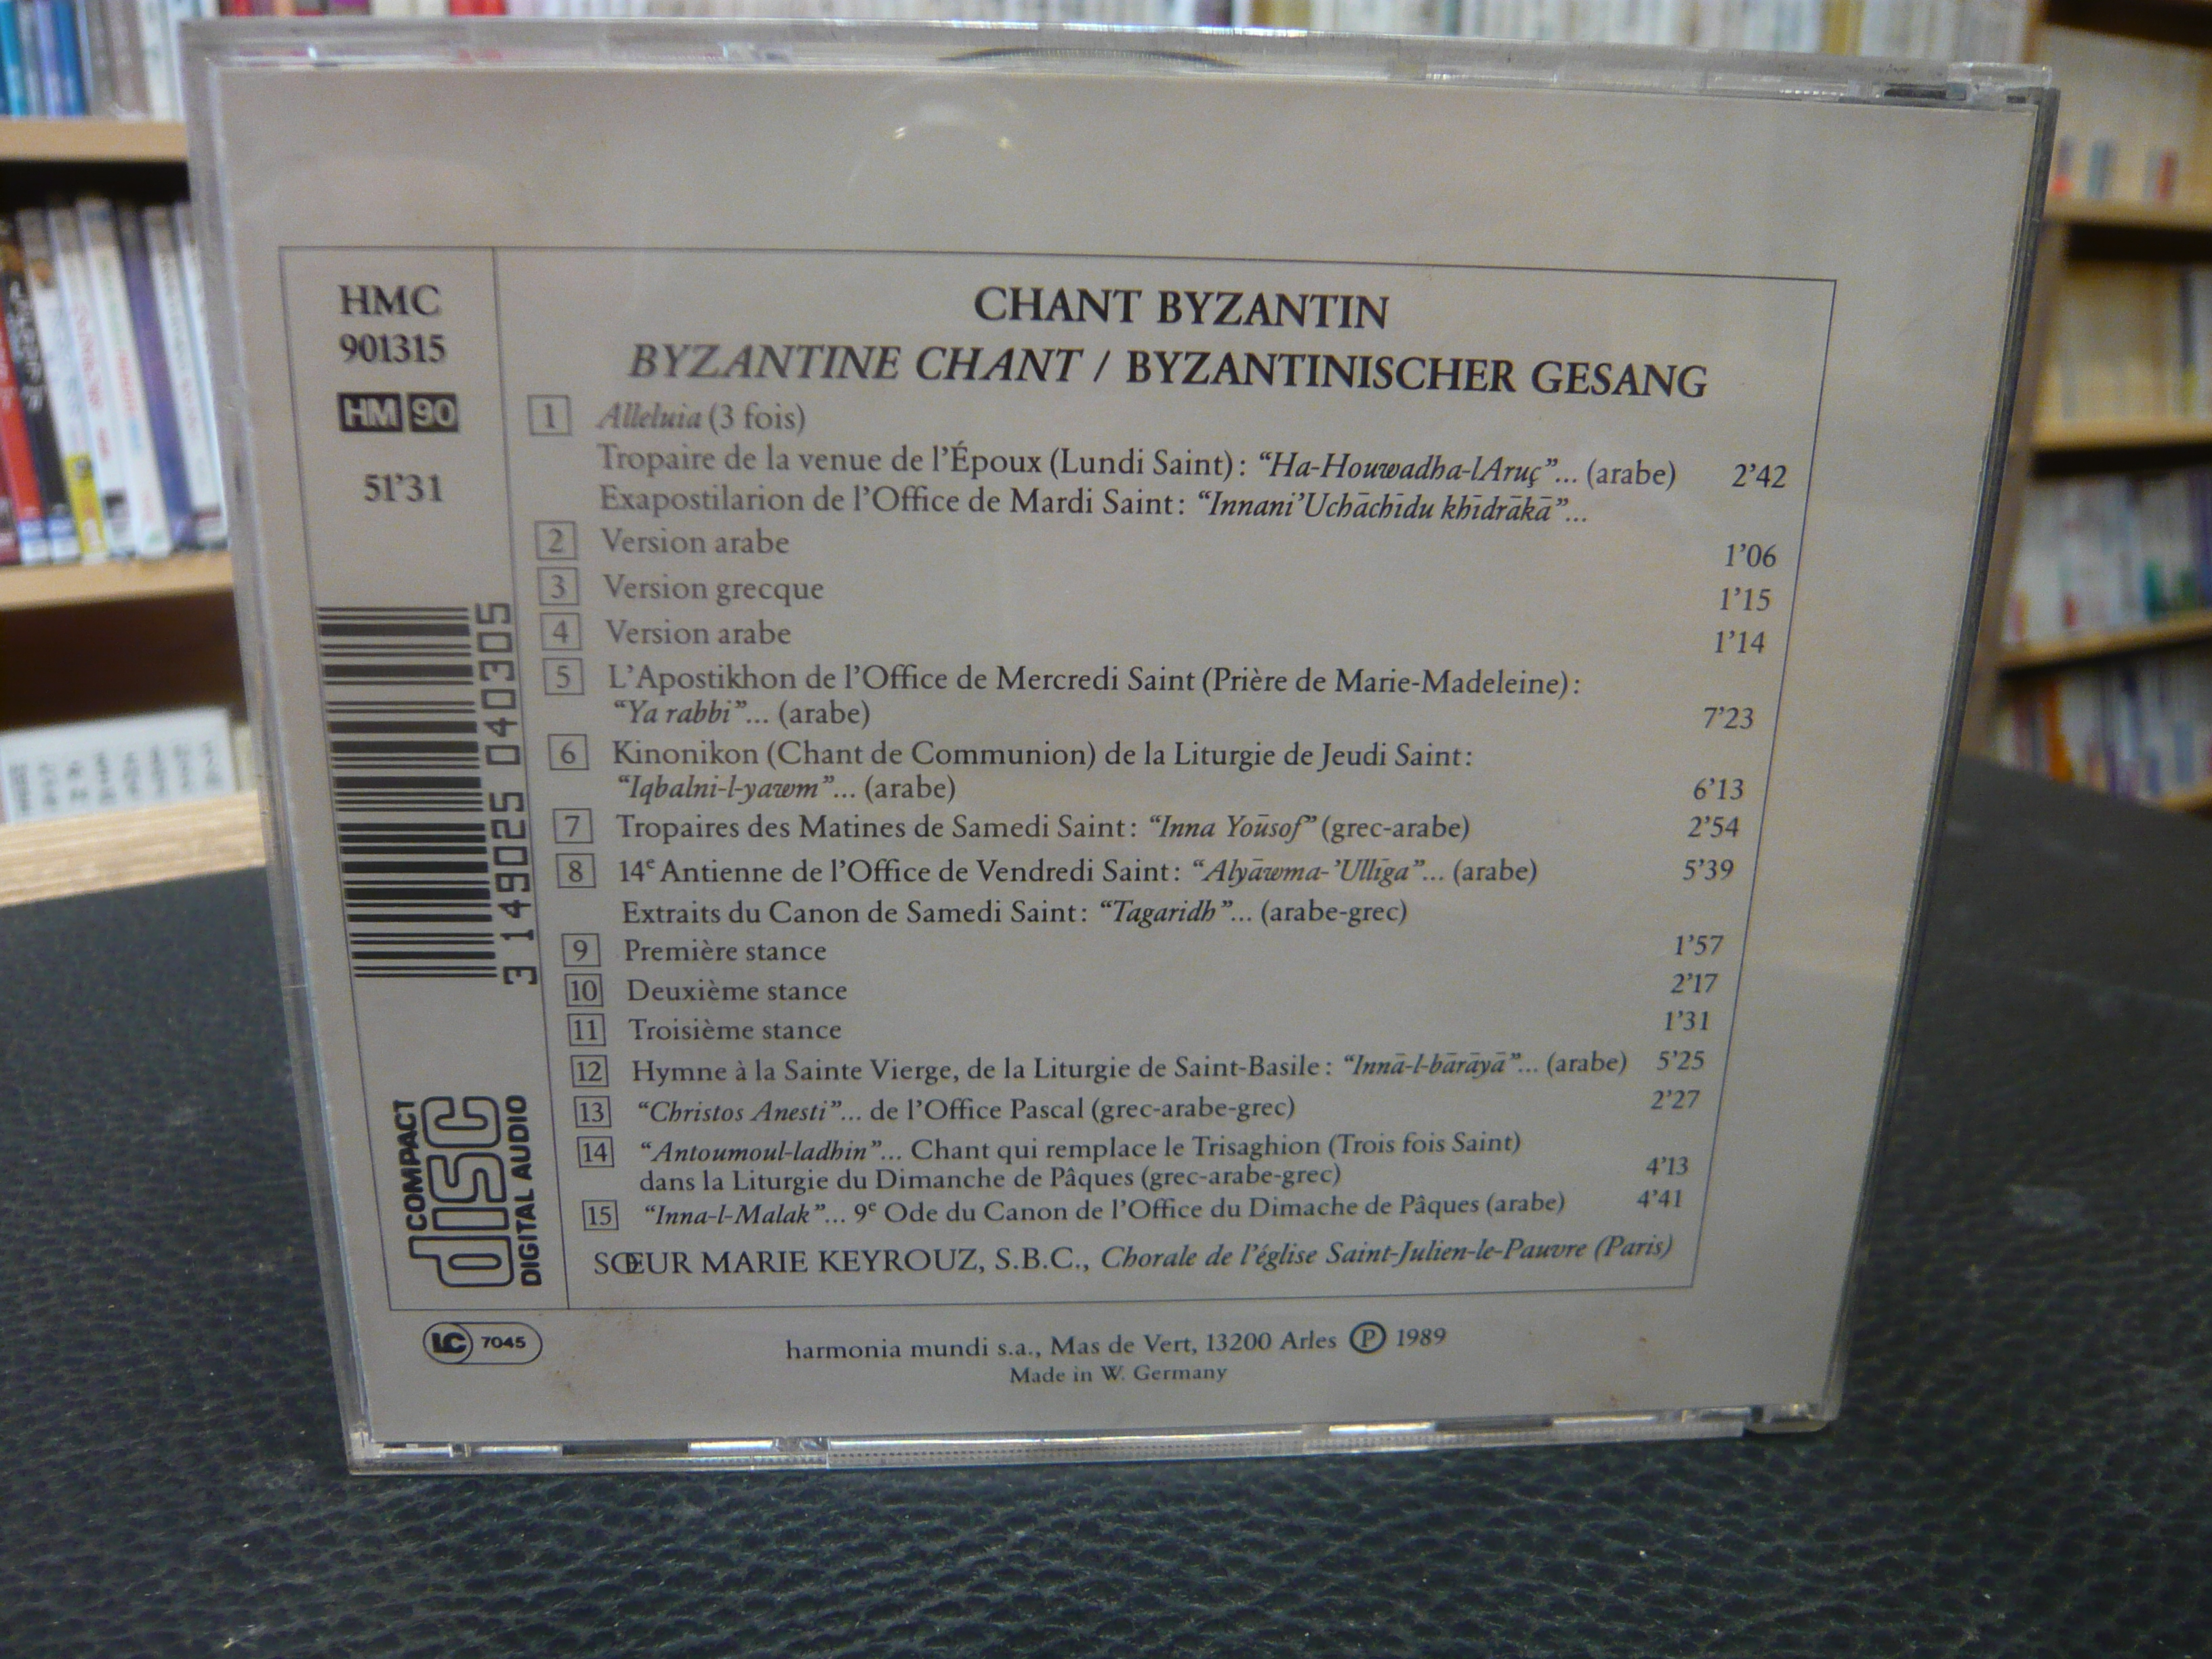 HMC
901315
HM 90
51'31
3 149025 040305
COMPACT
disc
DIGITAL AUDIO
CHANT BYZANTIN
BYZANTINE CHANT / BYZANTINISCHER GESANG
1 Alleluia (3 fois)
Tropaire de la venue de l'Époux (Lundi Saint) : “Ha-Houwadha-lAruç”... (arabe) 2'42
Exapostilarion de l'Office de Mardi Saint : “Innani'Uchāchīdu khīdrākā”...
2 Version arabe 1'06
3 Version grecque 1'15
4 Version arabe 1'14
5 L'Apostikhon de l'Office de Mercredi Saint (Prière de Marie-Madeleine) :
“Ya rabbi”... (arabe) 7'23
6 Kinonikon (Chant de Communion) de la Liturgie de Jeudi Saint :
“Iqbalni-l-yawm”... (arabe) 6'13
7 Tropaires des Matines de Samedi Saint : “Inna Yoūsof” (grec-arabe) 2'54
8 14e Antienne de l'Office de Vendredi Saint : “Alyāwma-'Ullīga”... (arabe) 5'39
Extraits du Canon de Samedi Saint : “Tagaridh”... (arabe-grec)
9 Première stance 1'57
10 Deuxième stance 2'17
11 Troisième stance 1'31
12 Hymne à la Sainte Vierge, de la Liturgie de Saint-Basile : “Innā-l-bārāyā”... (arabe) 5'25
13 “Christos Anesti”... de l'Office Pascal (grec-arabe-grec) 2'27
14 “Antoumoul-ladhin”... Chant qui remplace le Trisaghion (Trois fois Saint)
dans la Liturgie du Dimanche de Pâques (grec-arabe-grec) 4'13
15 “Inna-l-Malak”... 9e Ode du Canon de l'Office du Dimache de Pâques (arabe) 4'41
SŒUR MARIE KEYROUZ, S.B.C., Chorale de l'église Saint-Julien-le-Pauvre (Paris)
LC 7045
harmonia mundi s.a., Mas de Vert, 13200 Arles Ⓟ 1989
Made in W. Germany